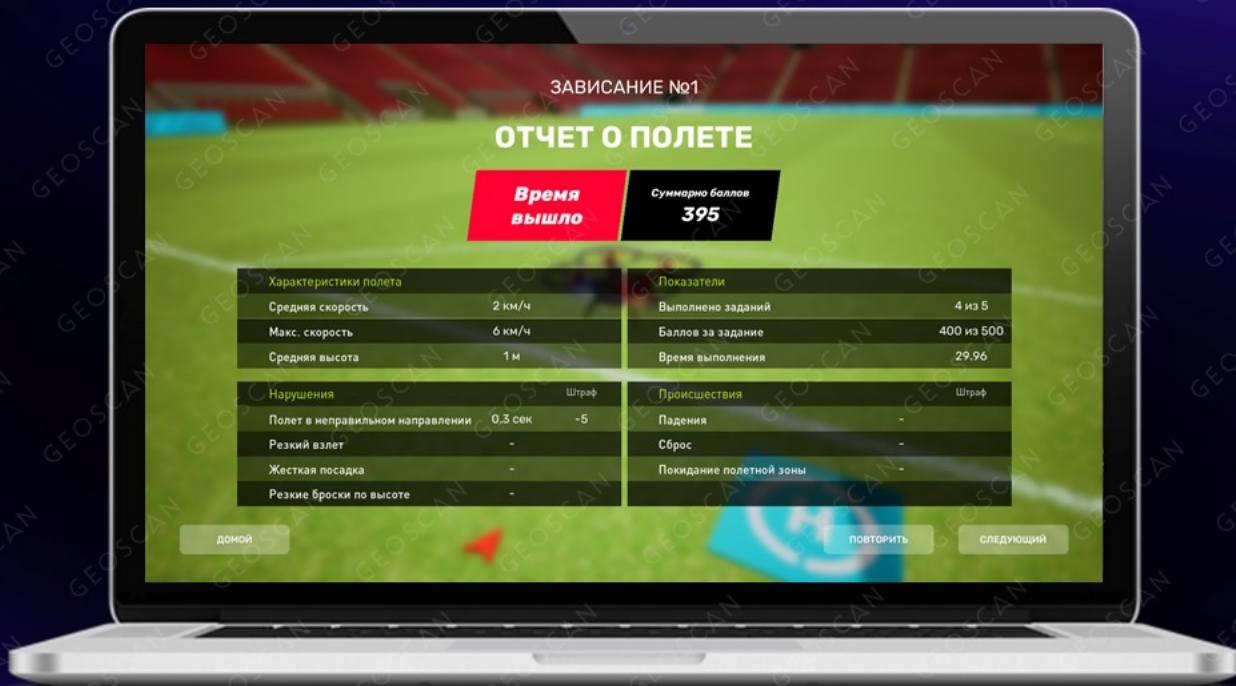 ЗАВИСАНИЕ №1
ОТЧЕТ О ПОЛЕТЕ
Время
вышло
Суммарно баллов
395
Характеристики полета
Средняя скорость 2 км/ч
Макс. скорость 6 км/ч
Средняя высота 1 м
Показатели
Выполнено заданий 4 из 5
Баллов за задание 400 из 500
Время выполнения 29.96
Нарушения Штраф
Полет в неправильном направлении 0,3 сек -5
Резкий взлет -
Жесткая посадка -
Резкие броски по высоте -
Происшествия Штраф
Падения -
Сброс -
Покидание полетной зоны -
H
ДОМОЙ
ПОВТОРИТЬ
СЛЕДУЮЩИЙ
GEOSCAN